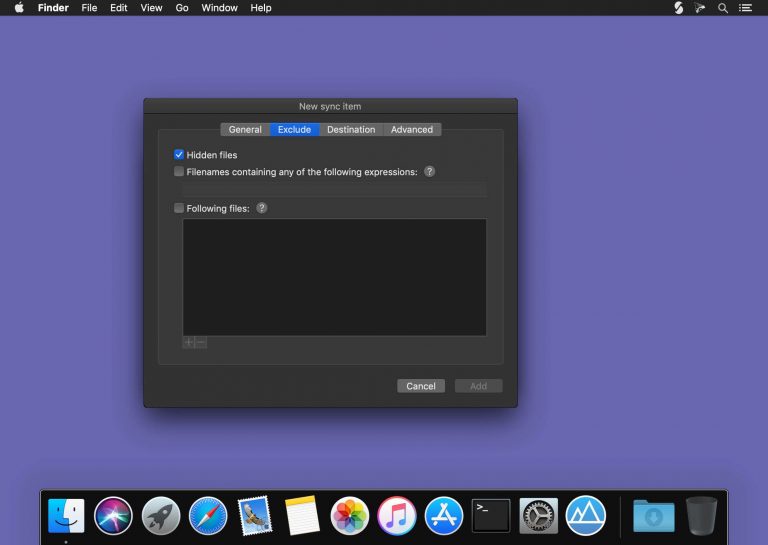 Finder File Edit View Go Window Help
New sync item
General Exclude Destination Advanced
Hidden files
Filenames containing any of the following expressions: ?
Following files: ?
+ −
Cancel Add
>_